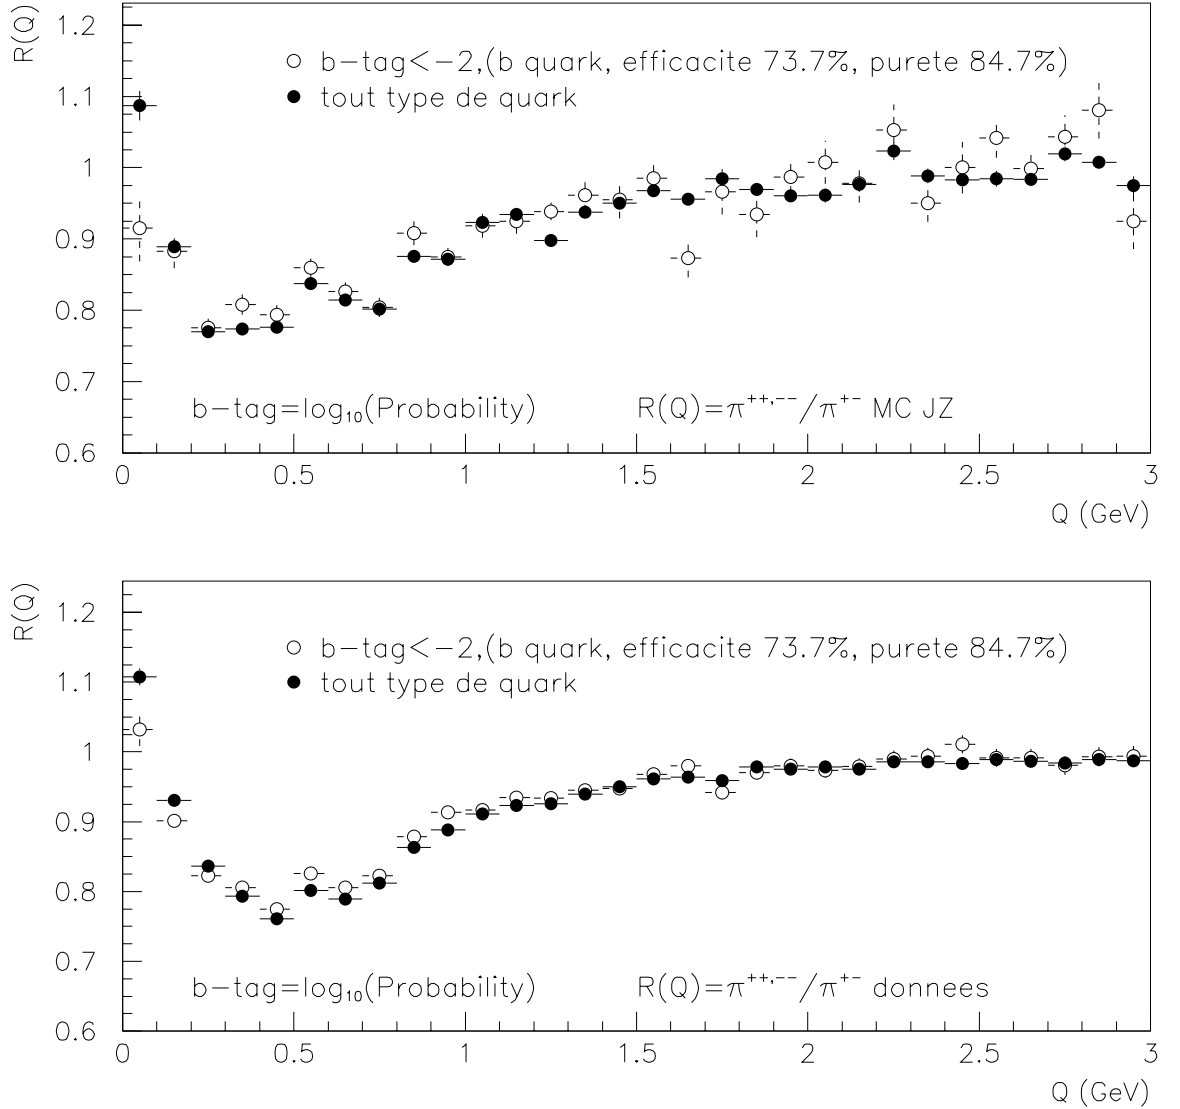 R(Q)
1.2
1.1
1
0.9
0.8
0.7
0.6
b-tag<-2,(b quark, efficacite 73.7%, purete 84.7%)
tout type de quark
b-tag=log₁₀(Probability)
R(Q)=π⁺⁺,⁻⁻/π⁺⁻ MC JZ
0 0.5 1 1.5 2 2.5 3
Q (GeV)
R(Q)
1.2
1.1
1
0.9
0.8
0.7
0.6
b-tag<-2,(b quark, efficacite 73.7%, purete 84.7%)
tout type de quark
b-tag=log₁₀(Probability)
R(Q)=π⁺⁺,⁻⁻/π⁺⁻ donnees
0 0.5 1 1.5 2 2.5 3
Q (GeV)